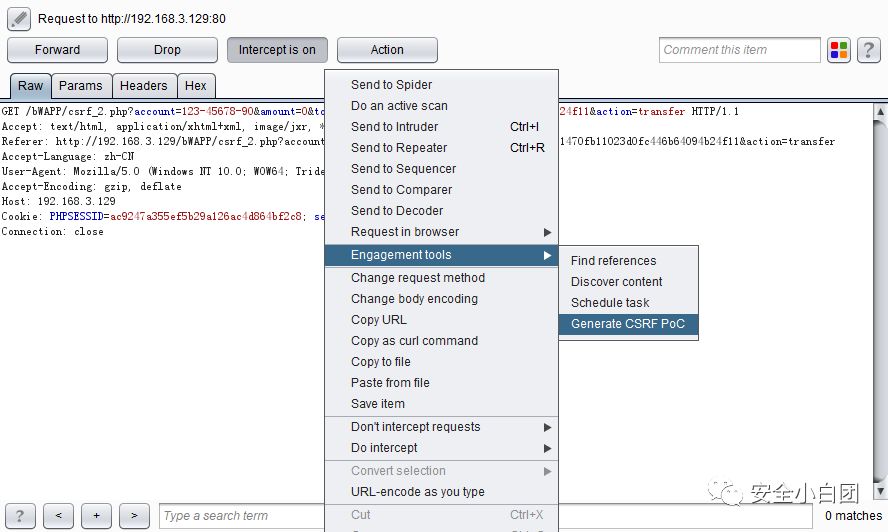 Request to http://192.168.3.129:80
Forward
Drop
Intercept is on
Action
Comment this item
?
Raw
Params
Headers
Hex
GET /bWAPP/csrf_2.php?account=123-45678-90&amount=0&to 24f11&action=transfer HTTP/1.1
Accept: text/html, application/xhtml+xml, image/jxr, *
Referer: http://192.168.3.129/bWAPP/csrf_2.php?account 1470fb11023d0fc446b64094b24f11&action=transfer
Accept-Language: zh-CN
User-Agent: Mozilla/5.0 (Windows NT 10.0; WOW64; Tride
Accept-Encoding: gzip, deflate
Host: 192.168.3.129
Cookie: PHPSESSID=ac9247a355ef5b29a126ac4d864bf2c8; se
Connection: close
Send to Spider
Do an active scan
Send to Intruder Ctrl+I
Send to Repeater Ctrl+R
Send to Sequencer
Send to Comparer
Send to Decoder
Request in browser
Engagement tools
Change request method
Change body encoding
Copy URL
Copy as curl command
Copy to file
Paste from file
Save item
Don't intercept requests
Do intercept
Convert selection
URL-encode as you type
Cut Ctrl+X
Find references
Discover content
Schedule task
Generate CSRF PoC
安全小白团
?
<
+
>
Type a search term
0 matches